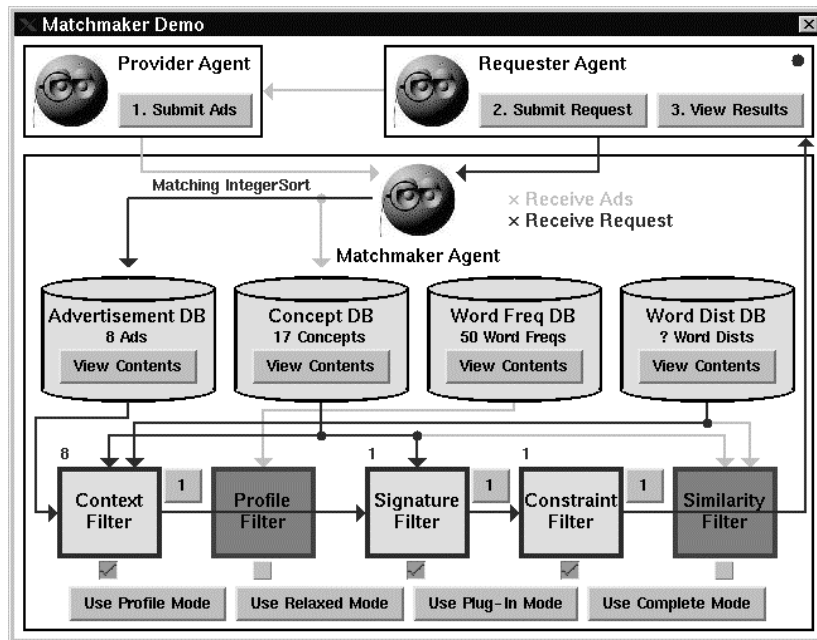 Matchmaker Demo
Provider Agent
1. Submit Ads
Requester Agent
2. Submit Request
3. View Results
Matching IntegerSort
× Receive Ads
× Receive Request
Matchmaker Agent
Advertisement DB
8 Ads
View Contents
Concept DB
17 Concepts
View Contents
Word Freq DB
50 Word Freqs
View Contents
Word Dist DB
? Word Dists
View Contents
8
Context
Filter
1
Profile
Filter
1
Signature
Filter
1
1
Constraint
Filter
1
Similarity
Filter
Use Profile Mode
Use Relaxed Mode
Use Plug-In Mode
Use Complete Mode